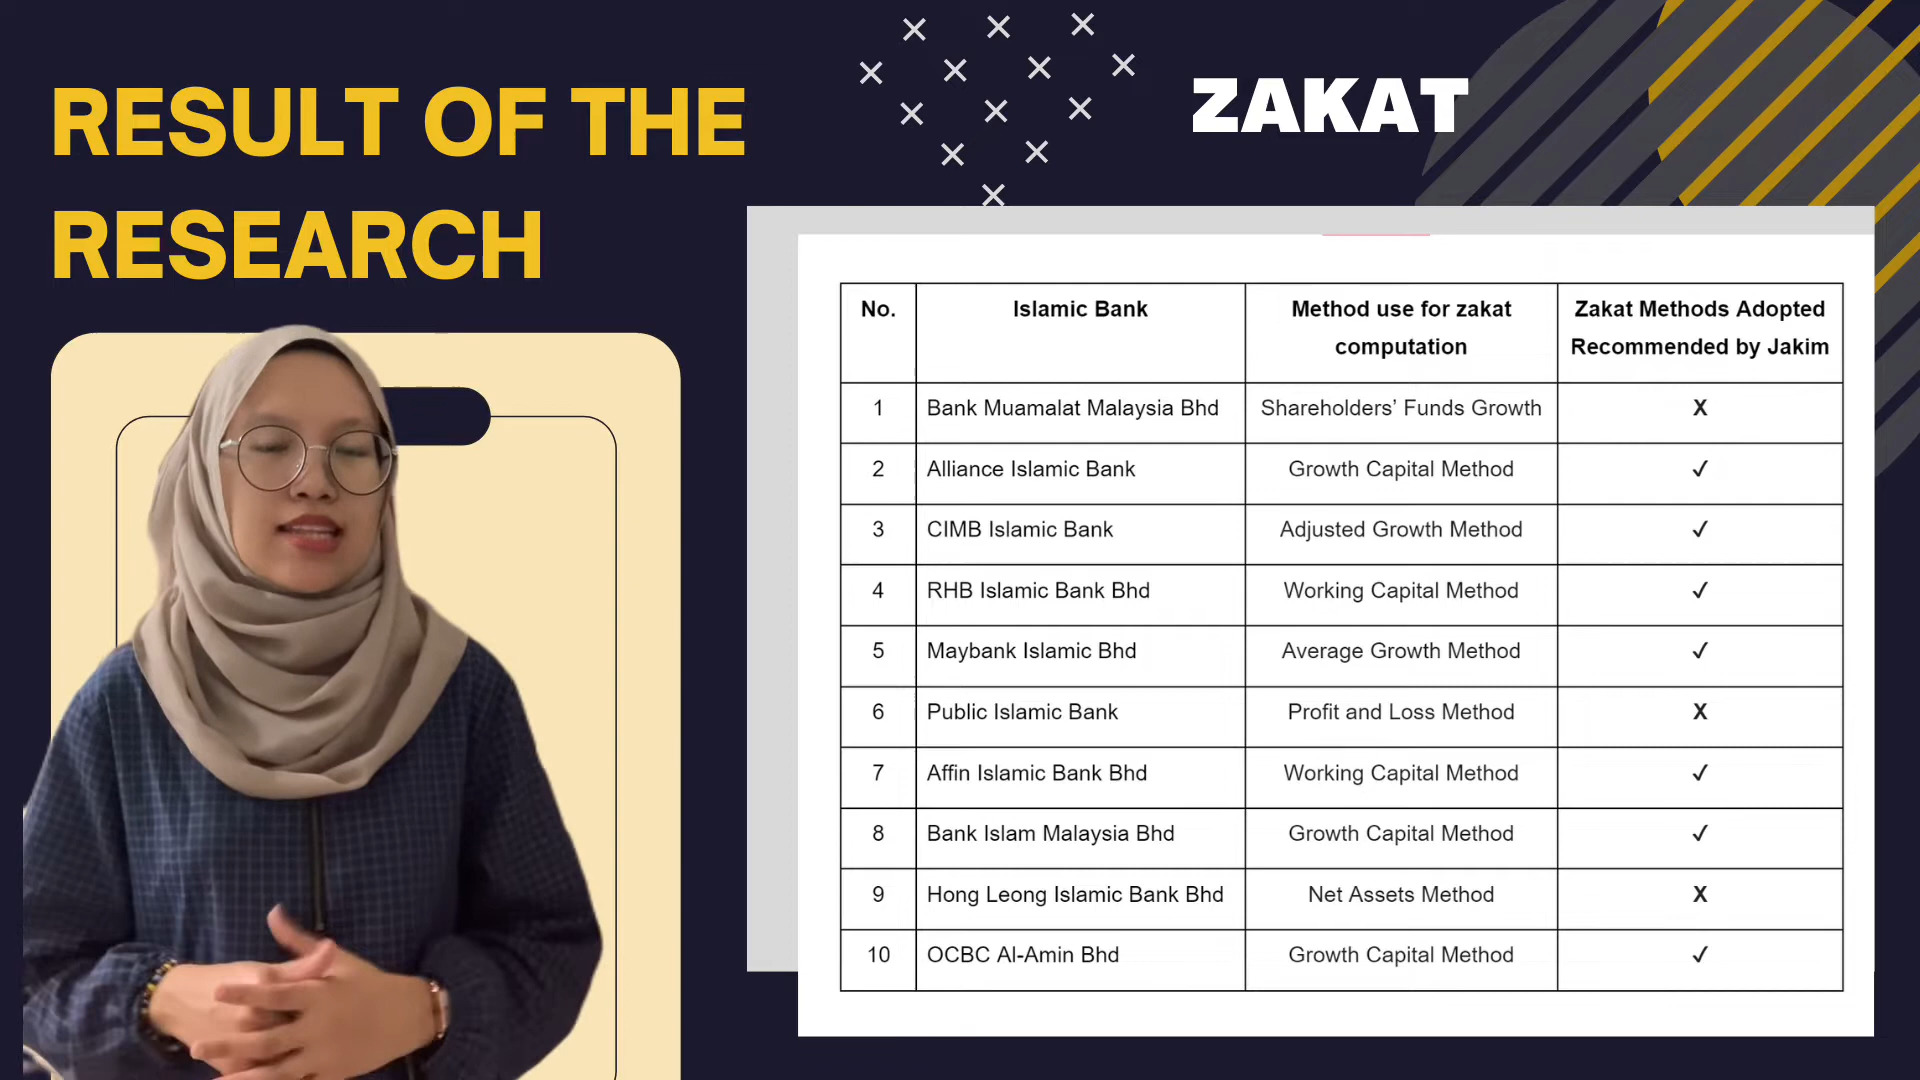 RESULT OF THE
RESEARCH
ZAKAT
No. Islamic Bank Method use for zakat computation Zakat Methods Adopted Recommended by Jakim
1 Bank Muamalat Malaysia Bhd Shareholders’ Funds Growth X
2 Alliance Islamic Bank Growth Capital Method ✓
3 CIMB Islamic Bank Adjusted Growth Method ✓
4 RHB Islamic Bank Bhd Working Capital Method ✓
5 Maybank Islamic Bhd Average Growth Method ✓
6 Public Islamic Bank Profit and Loss Method X
7 Affin Islamic Bank Bhd Working Capital Method ✓
8 Bank Islam Malaysia Bhd Growth Capital Method ✓
9 Hong Leong Islamic Bank Bhd Net Assets Method X
10 OCBC Al-Amin Bhd Growth Capital Method ✓